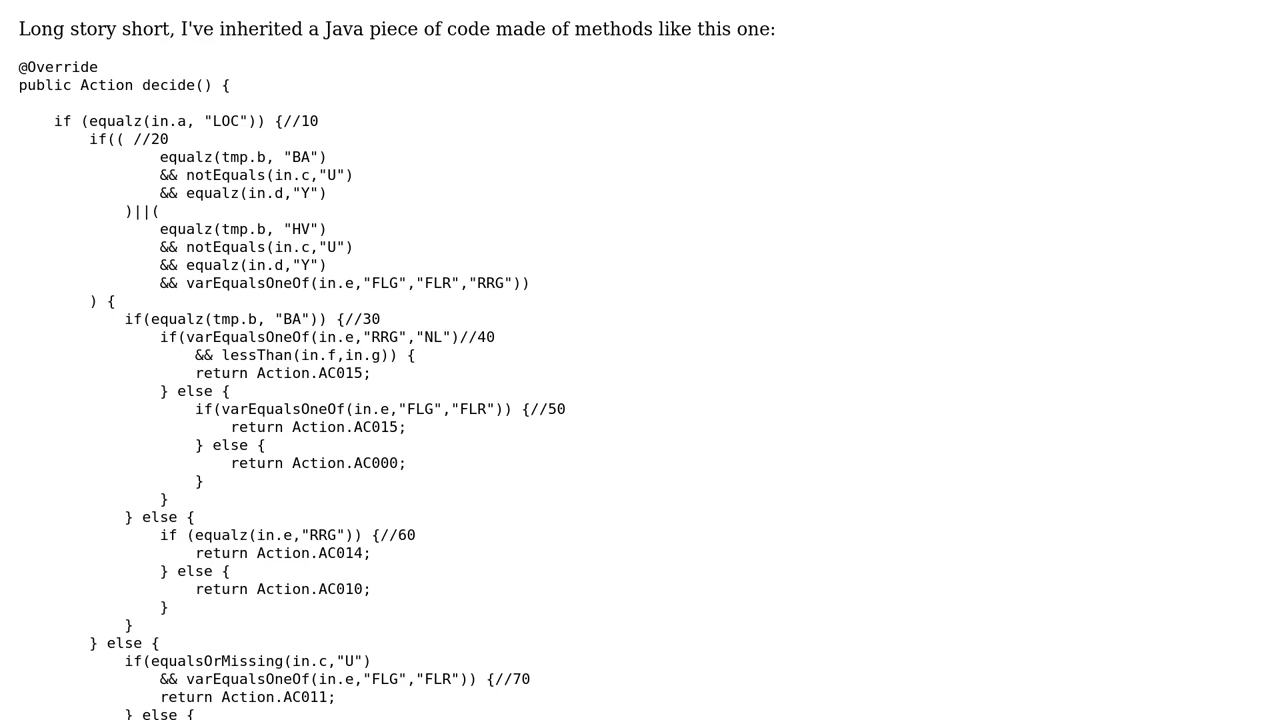 Long story short, I've inherited a Java piece of code made of methods like this one:
@Override
public Action decide() {
    if (equalz(in.a, "LOC")) {//10
        if(( //20
                equalz(tmp.b, "BA")
                && notEquals(in.c,"U")
                && equalz(in.d,"Y")
            )||(
                equalz(tmp.b, "HV")
                && notEquals(in.c,"U")
                && equalz(in.d,"Y")
                && varEqualsOneOf(in.e,"FLG","FLR","RRG"))
        ) {
            if(equalz(tmp.b, "BA")) {//30
                if(varEqualsOneOf(in.e,"RRG","NL")//40
                    && lessThan(in.f,in.g)) {
                    return Action.AC015;
                } else {
                    if(varEqualsOneOf(in.e,"FLG","FLR")) {//50
                        return Action.AC015;
                    } else {
                        return Action.AC000;
                    }
                }
            } else {
                if (equalz(in.e,"RRG")) {//60
                    return Action.AC014;
                } else {
                    return Action.AC010;
                }
            }
        } else {
            if(equalsOrMissing(in.c,"U")
                && varEqualsOneOf(in.e,"FLG","FLR")) {//70
                return Action.AC011;
            } else {